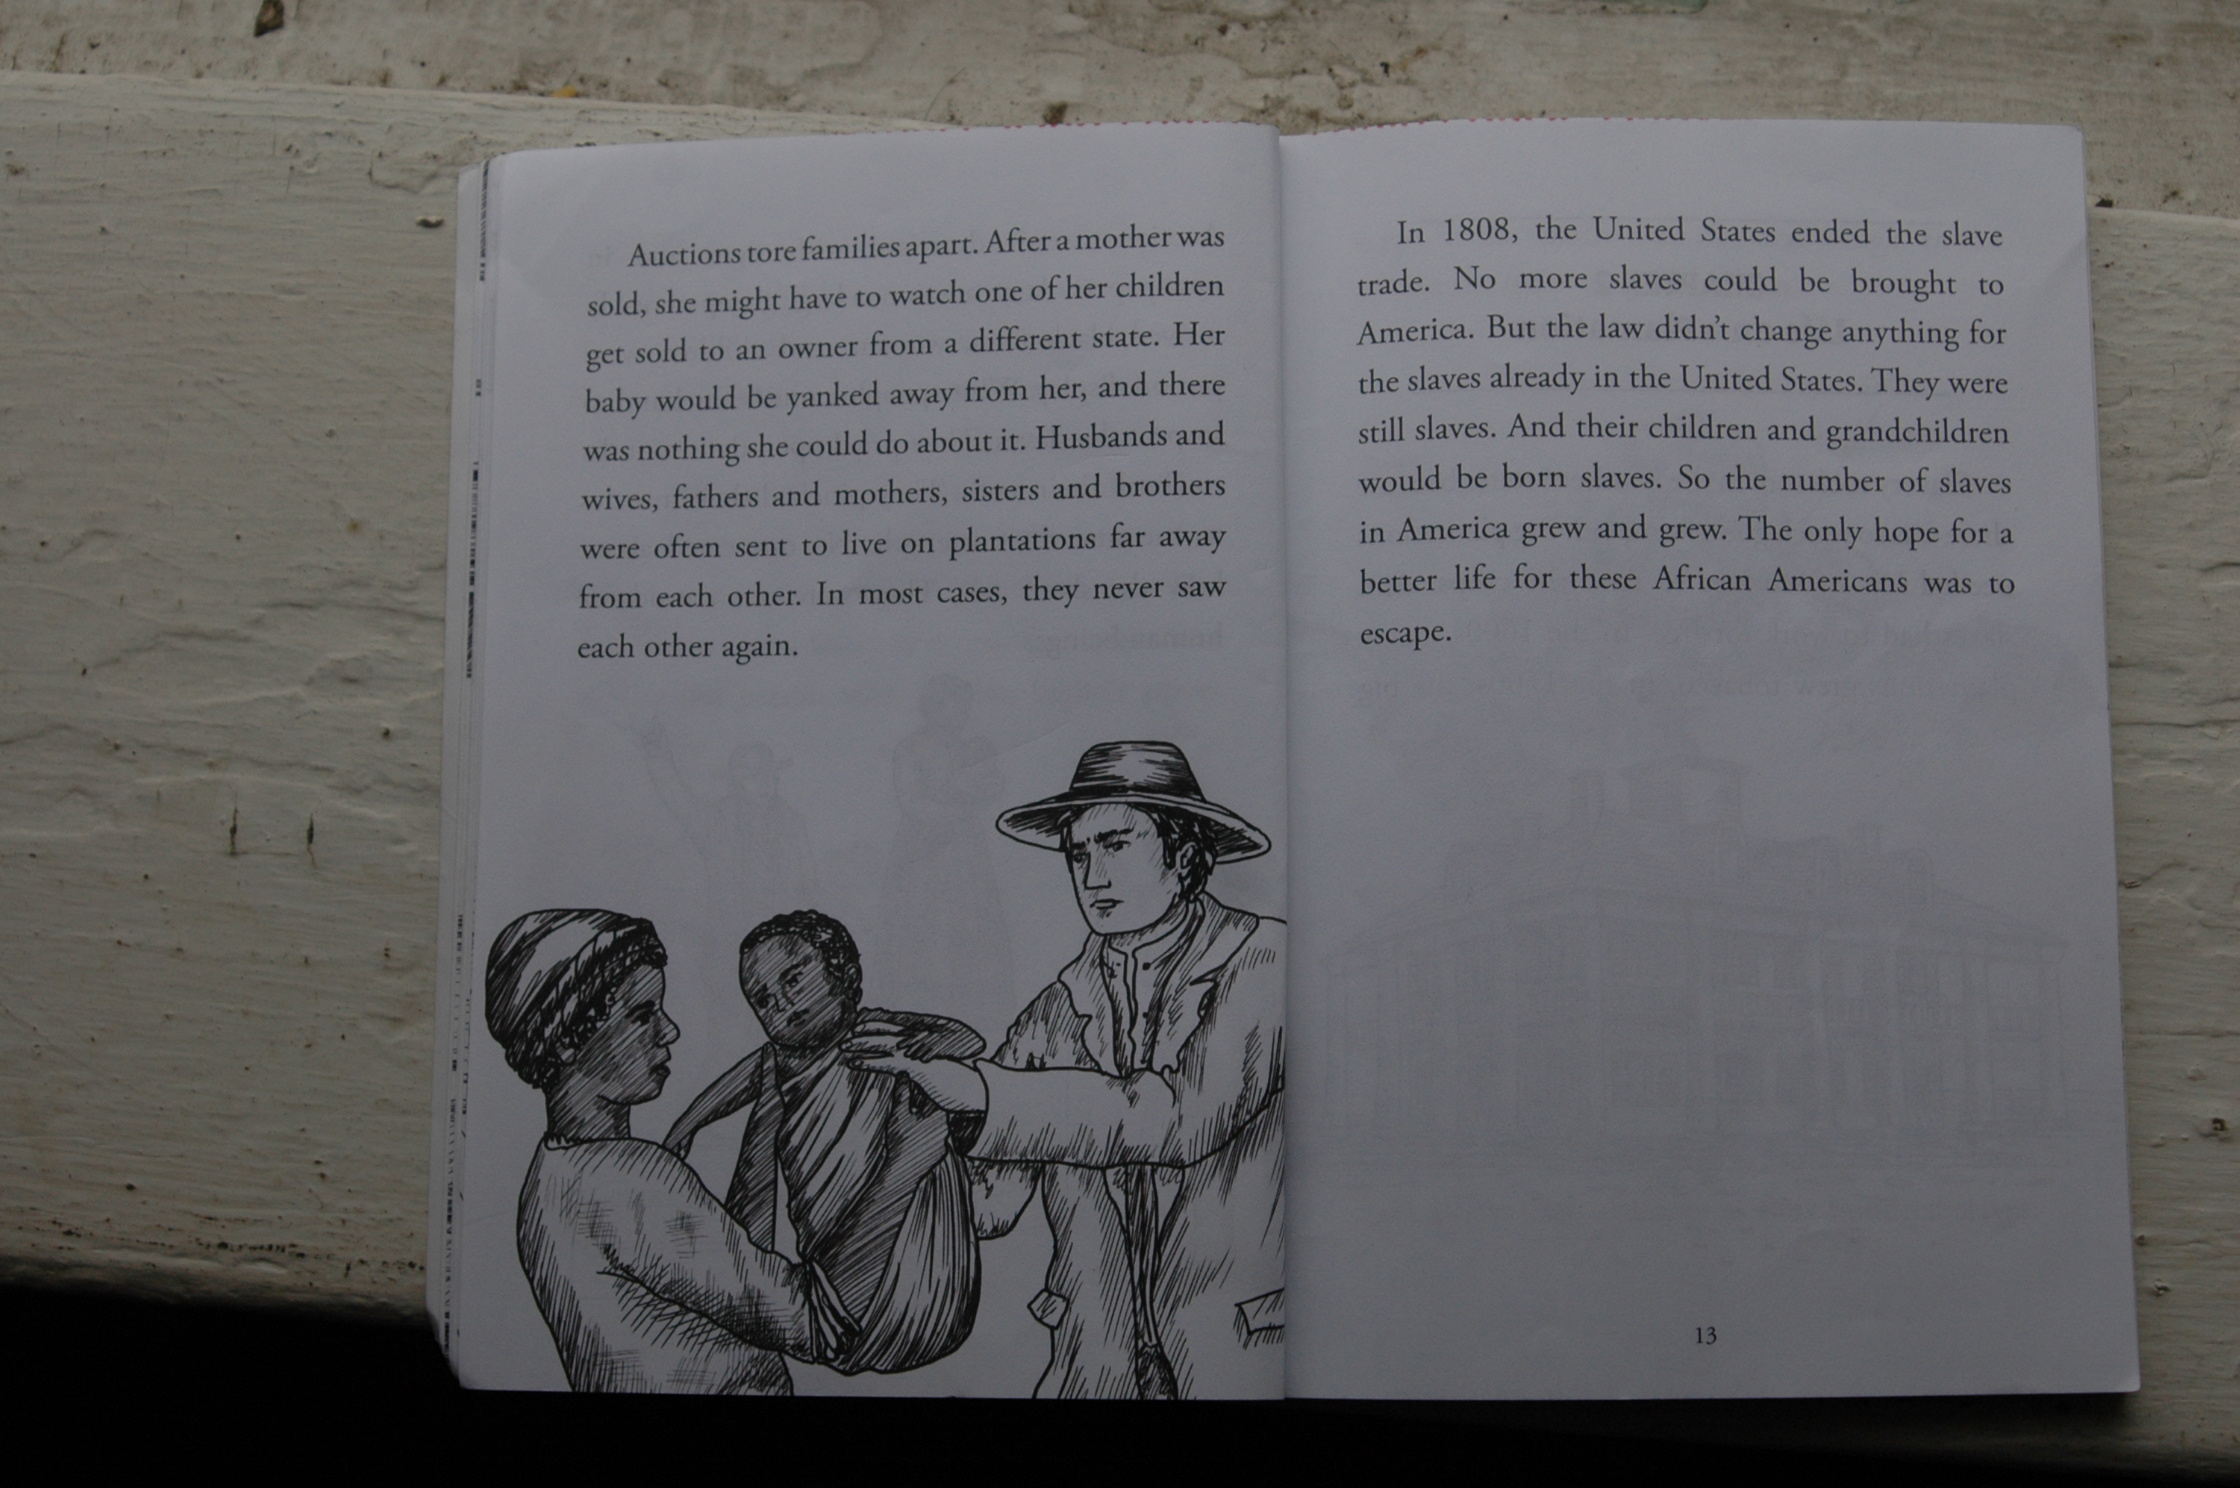 Auctions tore families apart. After a mother was
sold, she might have to watch one of her children
get sold to an owner from a different state. Her
baby would be yanked away from her, and there
was nothing she could do about it. Husbands and
wives, fathers and mothers, sisters and brothers
were often sent to live on plantations far away
from each other. In most cases, they never saw
each other again.
In 1808, the United States ended the slave
trade. No more slaves could be brought to
America. But the law didn't change anything for
the slaves already in the United States. They were
still slaves. And their children and grandchildren
would be born slaves. So the number of slaves
in America grew and grew. The only hope for a
better life for these African Americans was to
escape.
13